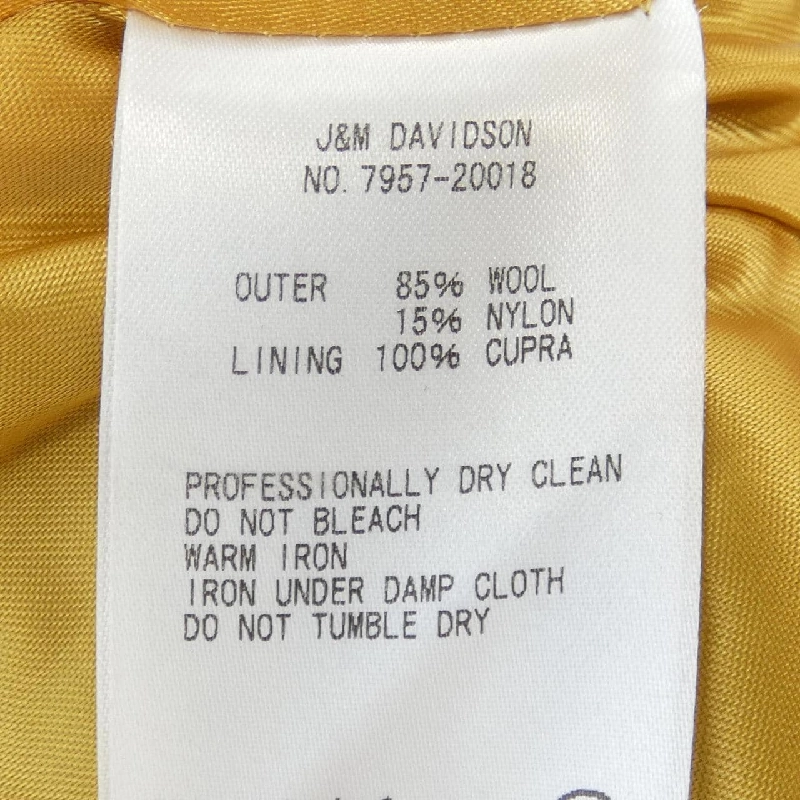 J&M DAVIDSON
NO. 7957-20018
OUTER 85% WOOL
15% NYLON
LINING 100% CUPRA
PROFESSIONALLY DRY CLEAN
DO NOT BLEACH
WARM IRON
IRON UNDER DAMP CLOTH
DO NOT TUMBLE DRY